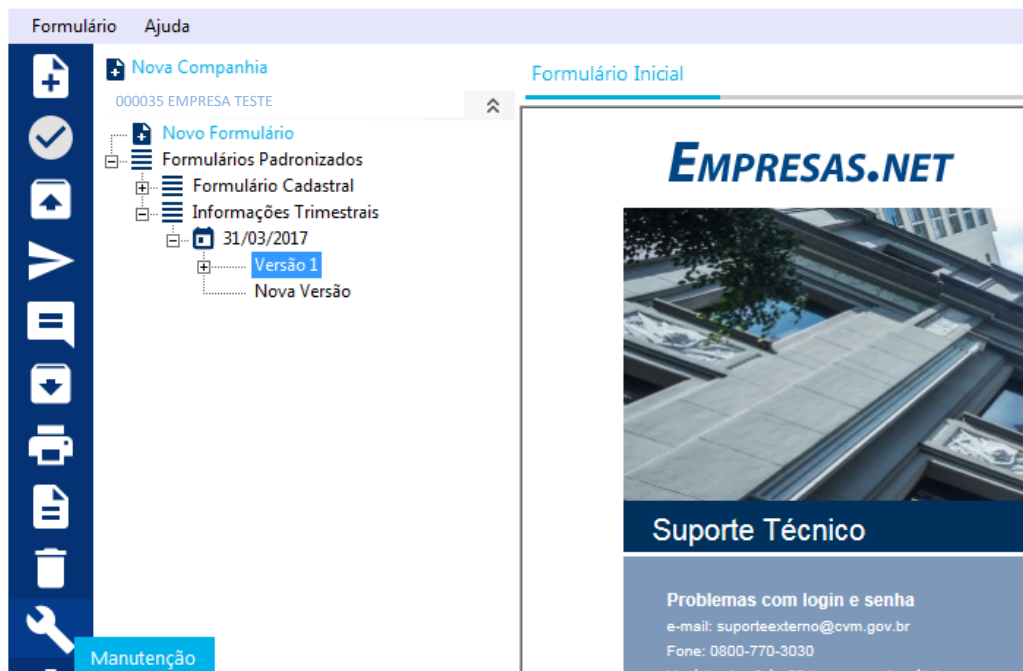 Formulário Ajuda
Nova Companhia
000035 EMPRESA TESTE
Novo Formulário
Formulários Padronizados
Formulário Cadastral
Informações Trimestrais
31/03/2017
Versão 1
Nova Versão
Manutenção
Formulário Inicial
EMPRESAS.NET
Suporte Técnico
Problemas com login e senha
e-mail: suporteexterno@cvm.gov.br
Fone: 0800-770-3030